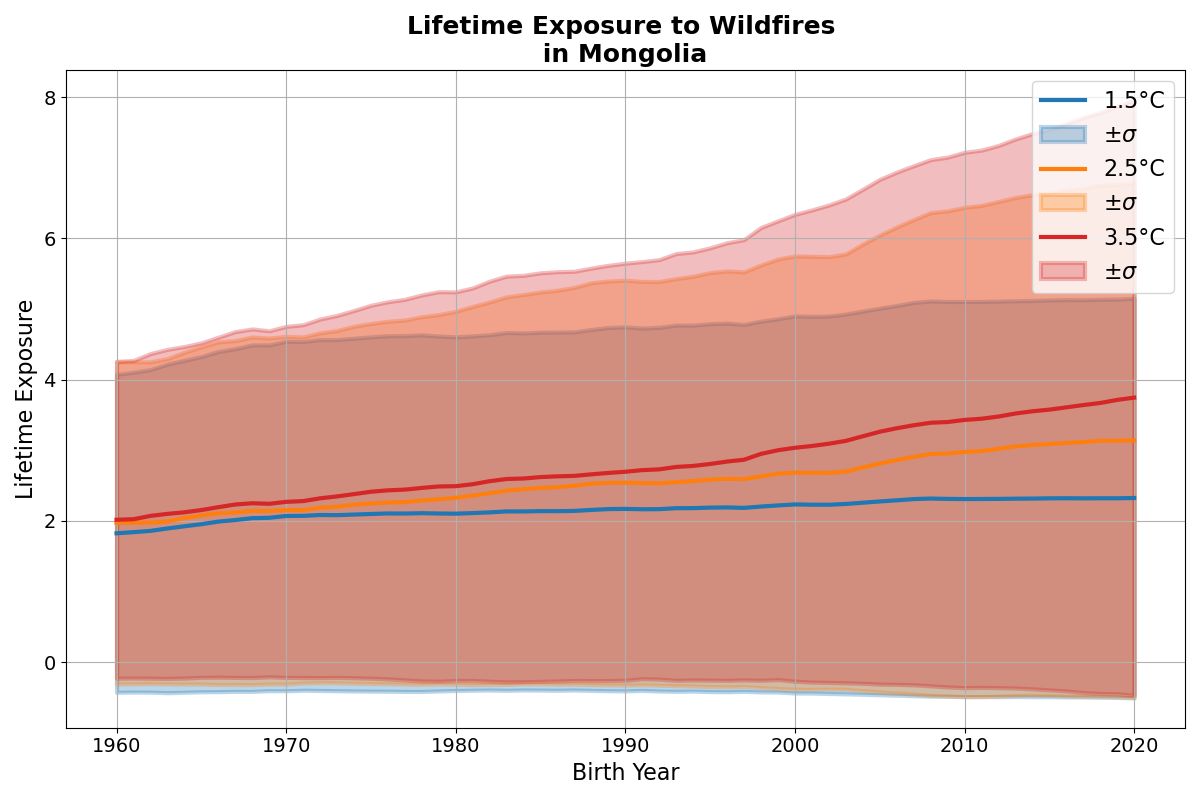 Lifetime Exposure to Wildfires
in Mongolia
8
6
4
2
0
Lifetime Exposure
1.5°C
±σ
2.5°C
±σ
3.5°C
±σ
1960 1970 1980 1990 2000 2010 2020
Birth Year